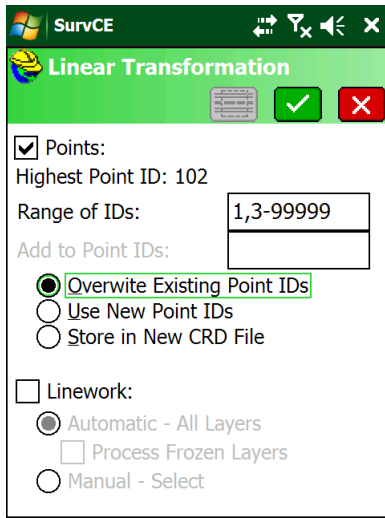 SurvCE
Linear Transformation
Points:
Highest Point ID: 102
Range of IDs: 1,3-99999
Add to Point IDs:
Overwite Existing Point IDs
Use New Point IDs
Store in New CRD File
Linework:
Automatic - All Layers
Process Frozen Layers
Manual - Select